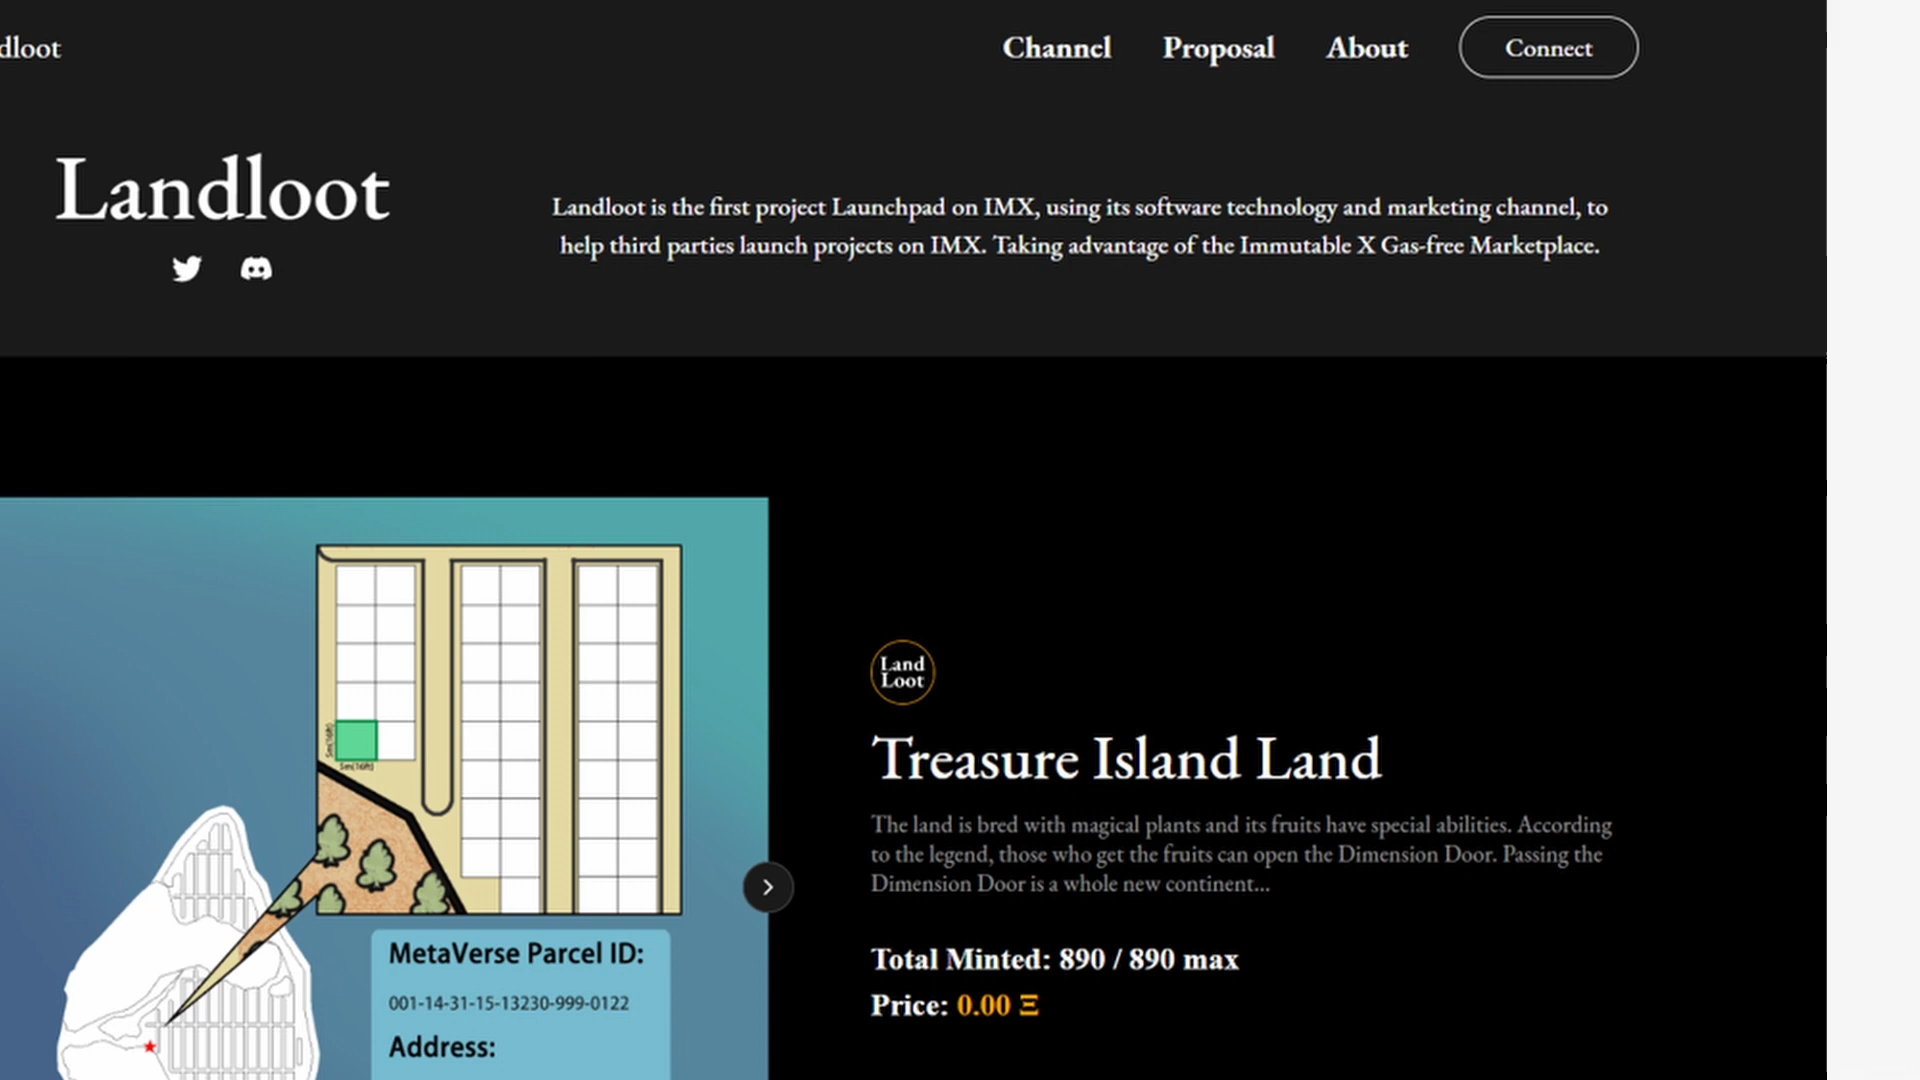 dloot
Channel
Proposal
About
Connect
Landloot
Landloot is the first project Launchpad on IMX, using its software technology and marketing channel, to
help third parties launch projects on IMX. Taking advantage of the Immutable X Gas-free Marketplace.
5m(16ft)
5m(16ft)
MetaVerse Parcel ID:
001-14-31-15-13230-999-0122
Address:
Land
Loot
Treasure Island Land
The land is bred with magical plants and its fruits have special abilities. According
to the legend, those who get the fruits can open the Dimension Door. Passing the
Dimension Door is a whole new continent...
Total Minted: 890 / 890 max
Price: 0.00 Ξ